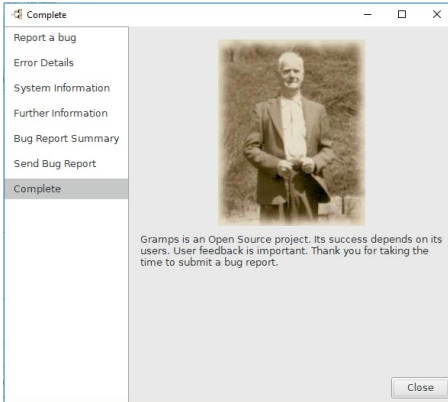 Complete
Report a bug
Error Details
System Information
Further Information
Bug Report Summary
Send Bug Report
Complete
Gramps is an Open Source project. Its success depends on its
users. User feedback is important. Thank you for taking the
time to submit a bug report.
Close